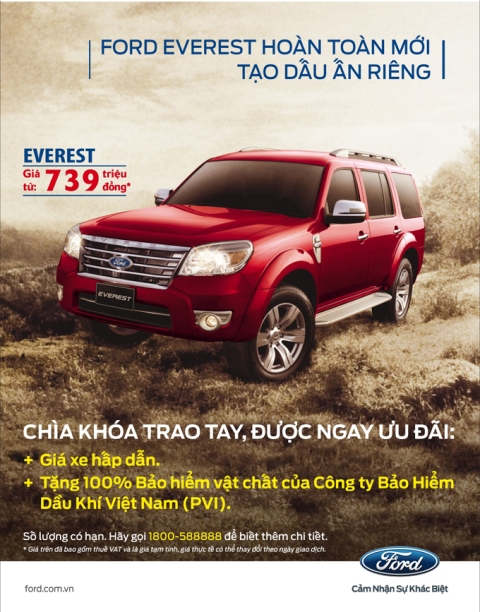 FORD EVEREST HOÀN TOÀN MỚI
TẠO DẤU ẤN RIÊNG
EVEREST
Giá từ: 739 triệu đồng*
Ford
EVEREST
CHÌA KHÓA TRAO TAY, ĐƯỢC NGAY ƯU ĐÃI:
+ Giá xe hấp dẫn.
+ Tặng 100% Bảo hiểm vật chất của Công ty Bảo Hiểm
Dầu Khí Việt Nam (PVI).
Số lượng có hạn. Hãy gọi 1800-588888 để biết thêm chi tiết.
* Giá trên đã bao gồm thuế VAT và là giá tạm tính, giá thực tế có thể thay đổi theo ngày giao dịch.
Ford
ford.com.vn
Cảm Nhận Sự Khác Biệt